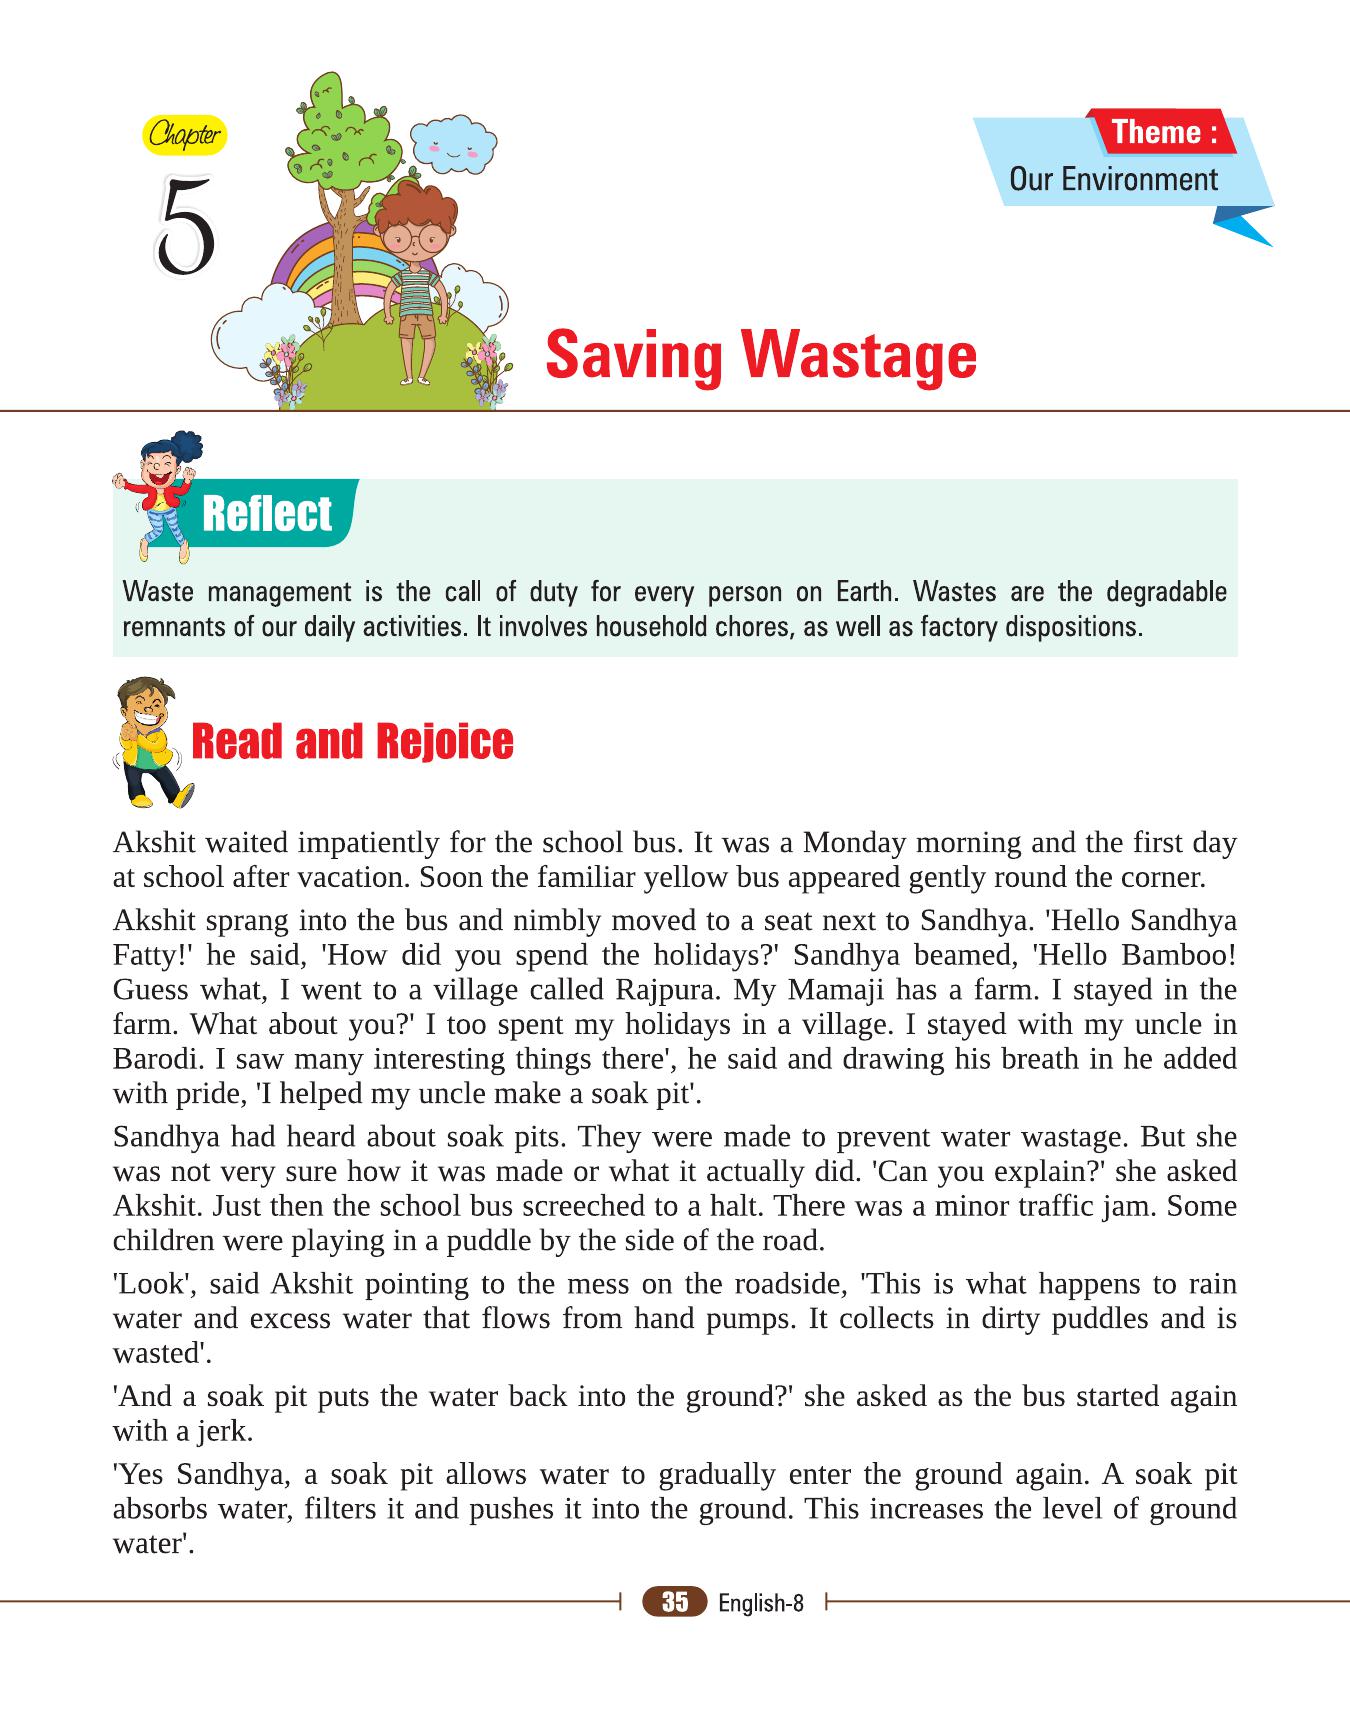 Chapter
5
Theme :
Our Environment
Saving Wastage
Reflect
Waste management is the call of duty for every person on Earth. Wastes are the degradable
remnants of our daily activities. It involves household chores, as well as factory dispositions.
Read and Rejoice
Akshit waited impatiently for the school bus. It was a Monday morning and the first day
at school after vacation. Soon the familiar yellow bus appeared gently round the corner.
Akshit sprang into the bus and nimbly moved to a seat next to Sandhya. 'Hello Sandhya
Fatty!' he said, 'How did you spend the holidays?' Sandhya beamed, 'Hello Bamboo!
Guess what, I went to a village called Rajpura. My Mamaji has a farm. I stayed in the
farm. What about you?' I too spent my holidays in a village. I stayed with my uncle in
Barodi. I saw many interesting things there', he said and drawing his breath in he added
with pride, 'I helped my uncle make a soak pit'.
Sandhya had heard about soak pits. They were made to prevent water wastage. But she
was not very sure how it was made or what it actually did. 'Can you explain?' she asked
Akshit. Just then the school bus screeched to a halt. There was a minor traffic jam. Some
children were playing in a puddle by the side of the road.
'Look', said Akshit pointing to the mess on the roadside, 'This is what happens to rain
water and excess water that flows from hand pumps. It collects in dirty puddles and is
wasted'.
'And a soak pit puts the water back into the ground?' she asked as the bus started again
with a jerk.
'Yes Sandhya, a soak pit allows water to gradually enter the ground again. A soak pit
absorbs water, filters it and pushes it into the ground. This increases the level of ground
water'.
35 English-8